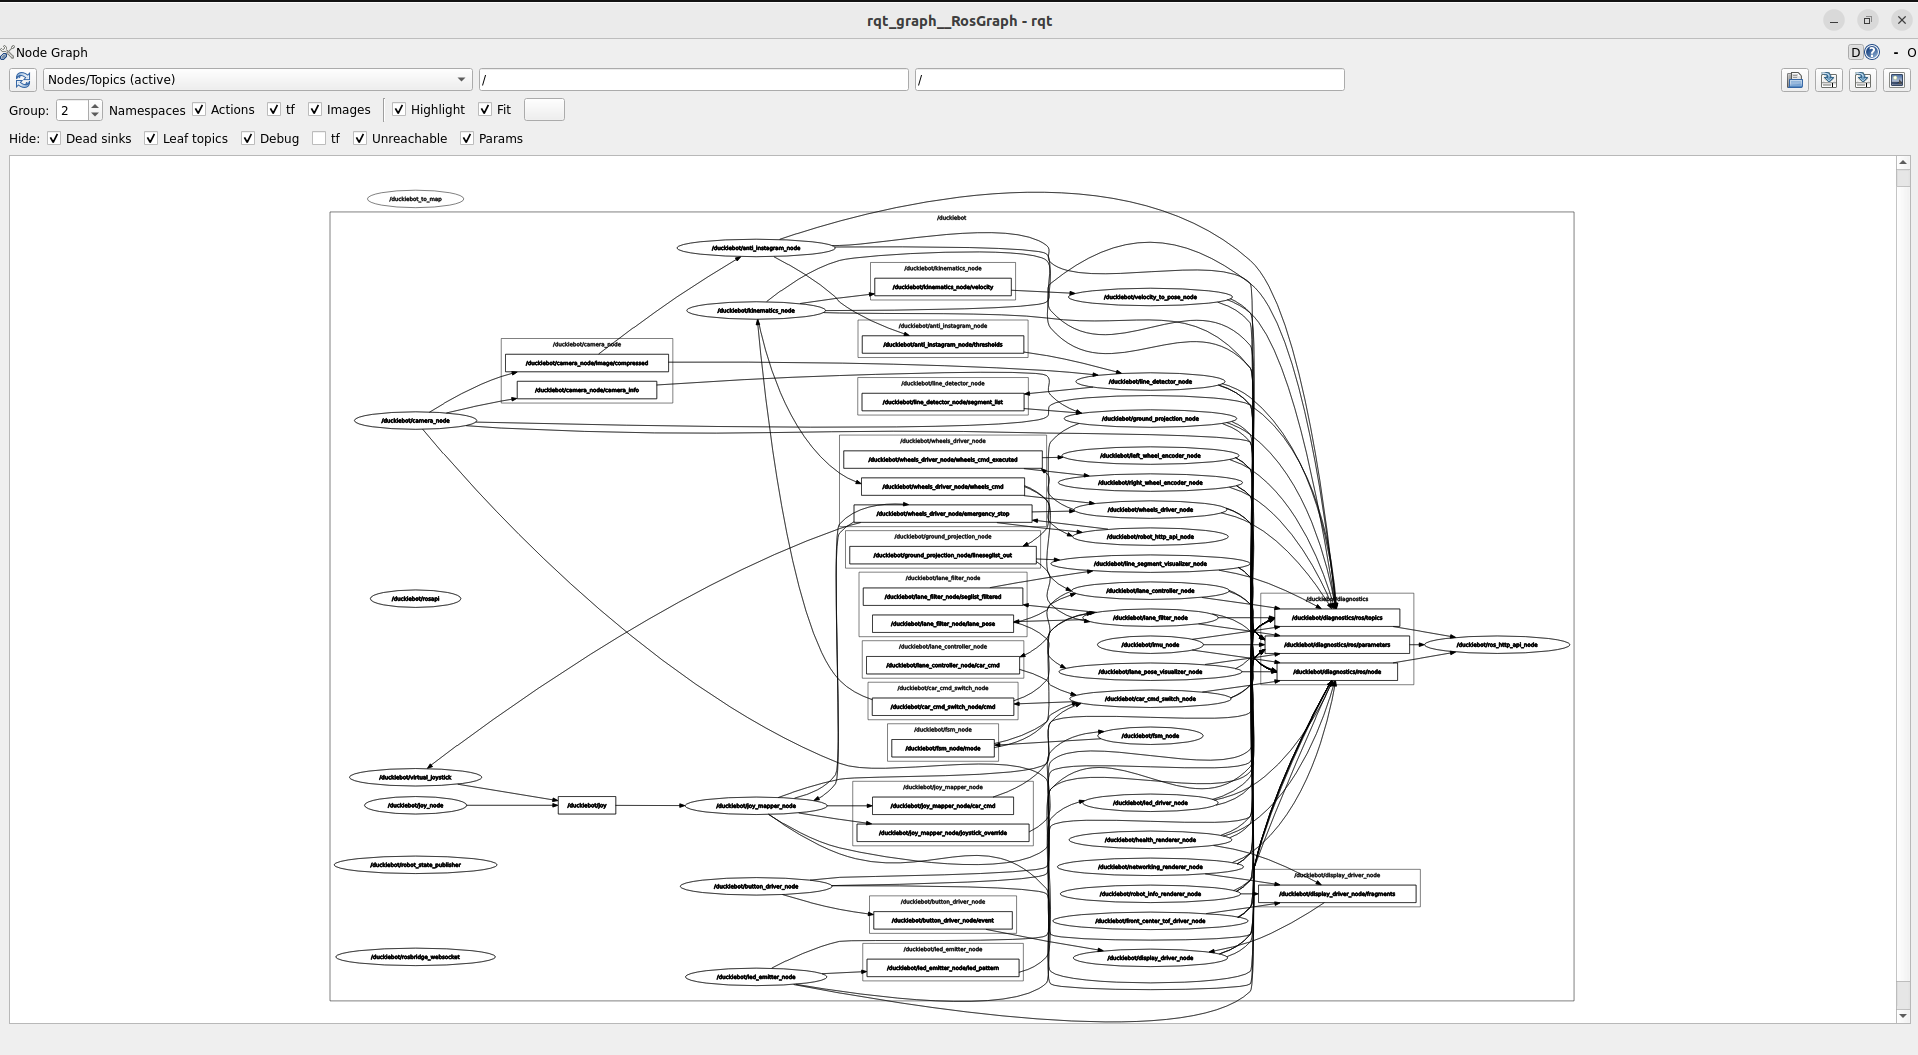 rqt_graph__RosGraph - rqt
Node Graph
D
- O
Nodes/Topics (active)
/
/
Group: 2 Namespaces Actions tf Images Highlight Fit
Hide: Dead sinks Leaf topics Debug tf Unreachable Params
/duckiebot_to_map
/duckiebot
/duckiebot/anti_instagram_node
/duckiebot/kinematics_node
/duckiebot/kinematics_node/velocity
/duckiebot/velocity_to_pose_node
/duckiebot/kinematics_node
/duckiebot/anti_instagram_node
/duckiebot/anti_instagram_node/thresholds
/duckiebot/camera_node
/duckiebot/camera_node/image/compressed
/duckiebot/camera_node/camera_info
/duckiebot/line_detector_node
/duckiebot/line_detector_node
/duckiebot/line_detector_node/segment_list
/duckiebot/camera_node
/duckiebot/ground_projection_node
/duckiebot/wheels_driver_node
/duckiebot/wheels_driver_node/wheels_cmd_executed
/duckiebot/left_wheel_encoder_node
/duckiebot/wheels_driver_node/wheels_cmd
/duckiebot/right_wheel_encoder_node
/duckiebot/wheels_driver_node/emergency_stop
/duckiebot/wheels_driver_node
/duckiebot/ground_projection_node
/duckiebot/robot_http_api_node
/duckiebot/ground_projection_node/lineseglist_out
/duckiebot/line_segment_visualizer_node
/duckiebot/lane_filter_node
/duckiebot/lane_controller_node
/duckiebot/rosapi
/duckiebot/lane_filter_node/seglist_filtered
/duckiebot/diagnostics
/duckiebot/lane_filter_node/lane_pose
/duckiebot/lane_filter_node
/duckiebot/diagnostics/ros/topics
/duckiebot/lane_controller_node
/duckiebot/imu_node
/duckiebot/diagnostics/ros/parameters
/duckiebot/ros_http_api_node
/duckiebot/lane_controller_node/car_cmd
/duckiebot/lane_pose_visualizer_node
/duckiebot/diagnostics/ros/node
/duckiebot/car_cmd_switch_node
/duckiebot/car_cmd_switch_node/cmd
/duckiebot/car_cmd_switch_node
/duckiebot/fsm_node
/duckiebot/fsm_node/mode
/duckiebot/fsm_node
/duckiebot/virtual_joystick
/duckiebot/joy_mapper_node
/duckiebot/joy_node
/duckiebot/joy
/duckiebot/joy_mapper_node
/duckiebot/joy_mapper_node/car_cmd
/duckiebot/led_driver_node
/duckiebot/joy_mapper_node/joystick_override
/duckiebot/health_renderer_node
/duckiebot/robot_state_publisher
/duckiebot/networking_renderer_node
/duckiebot/display_driver_node
/duckiebot/button_driver_node
/duckiebot/robot_info_renderer_node
/duckiebot/display_driver_node/fragments
/duckiebot/button_driver_node
/duckiebot/button_driver_node/event
/duckiebot/front_center_tof_driver_node
/duckiebot/led_emitter_node
/duckiebot/rosbridge_websocket
/duckiebot/display_driver_node
/duckiebot/led_emitter_node
/duckiebot/led_emitter_node/led_pattern